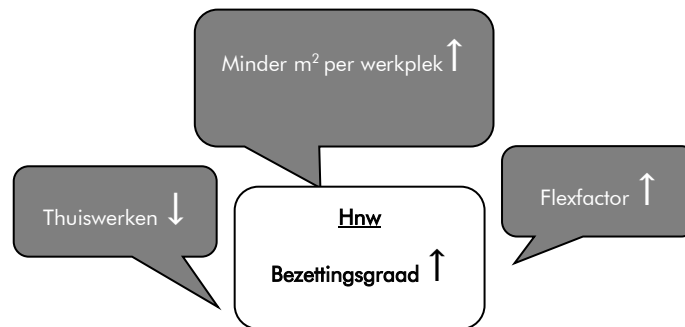 Minder m² per werkplek ↑
Thuiswerken ↓
Flexfactor ↑
Hnw
Bezettingsgraad ↑